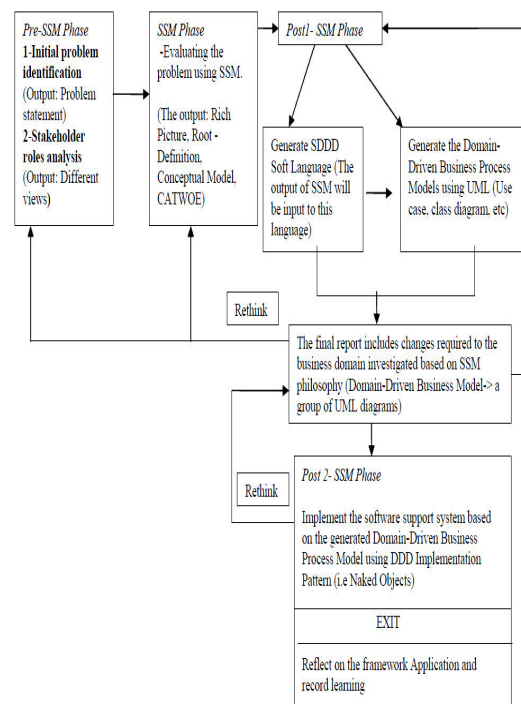 Pre-SSM Phase
1-Initial problem
identification
(Output: Problem
statement)
2-Stakeholder
roles analysis
(Output: Different
views)
SSM Phase
-Evaluating the
problem using SSM.
(The output: Rich
Picture, Root -
Definition,
Conceptual Model,
CATWOE)
Post1- SSM Phase
Generate SDDD
Soft Language (The
output of SSM will
be input to this
language)
Generate the Domain-
Driven Business Process
Models using UML (Use
case, class diagram, etc)
Rethink
The final report includes changes required to the
business domain investigated based on SSM
philosophy (Domain-Driven Business Model-> a
group of UML diagrams)
Rethink
Post 2- SSM Phase
Implement the software support system based
on the generated Domain-Driven Business
Process Model using DDD Implementation
Pattern (i.e Naked Objects)
EXIT
Reflect on the framework Application and
record learning